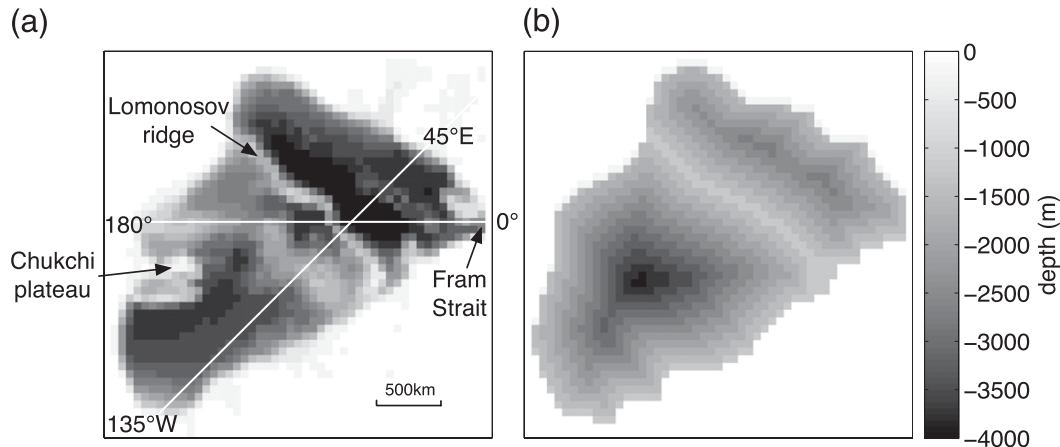 (a)
Lomonosov
ridge
45°E
180°
0°
Chukchi
plateau
Fram
Strait
500km
135°W
(b)
0
−500
−1000
−1500
−2000
−2500
−3000
−3500
−4000
depth (m)